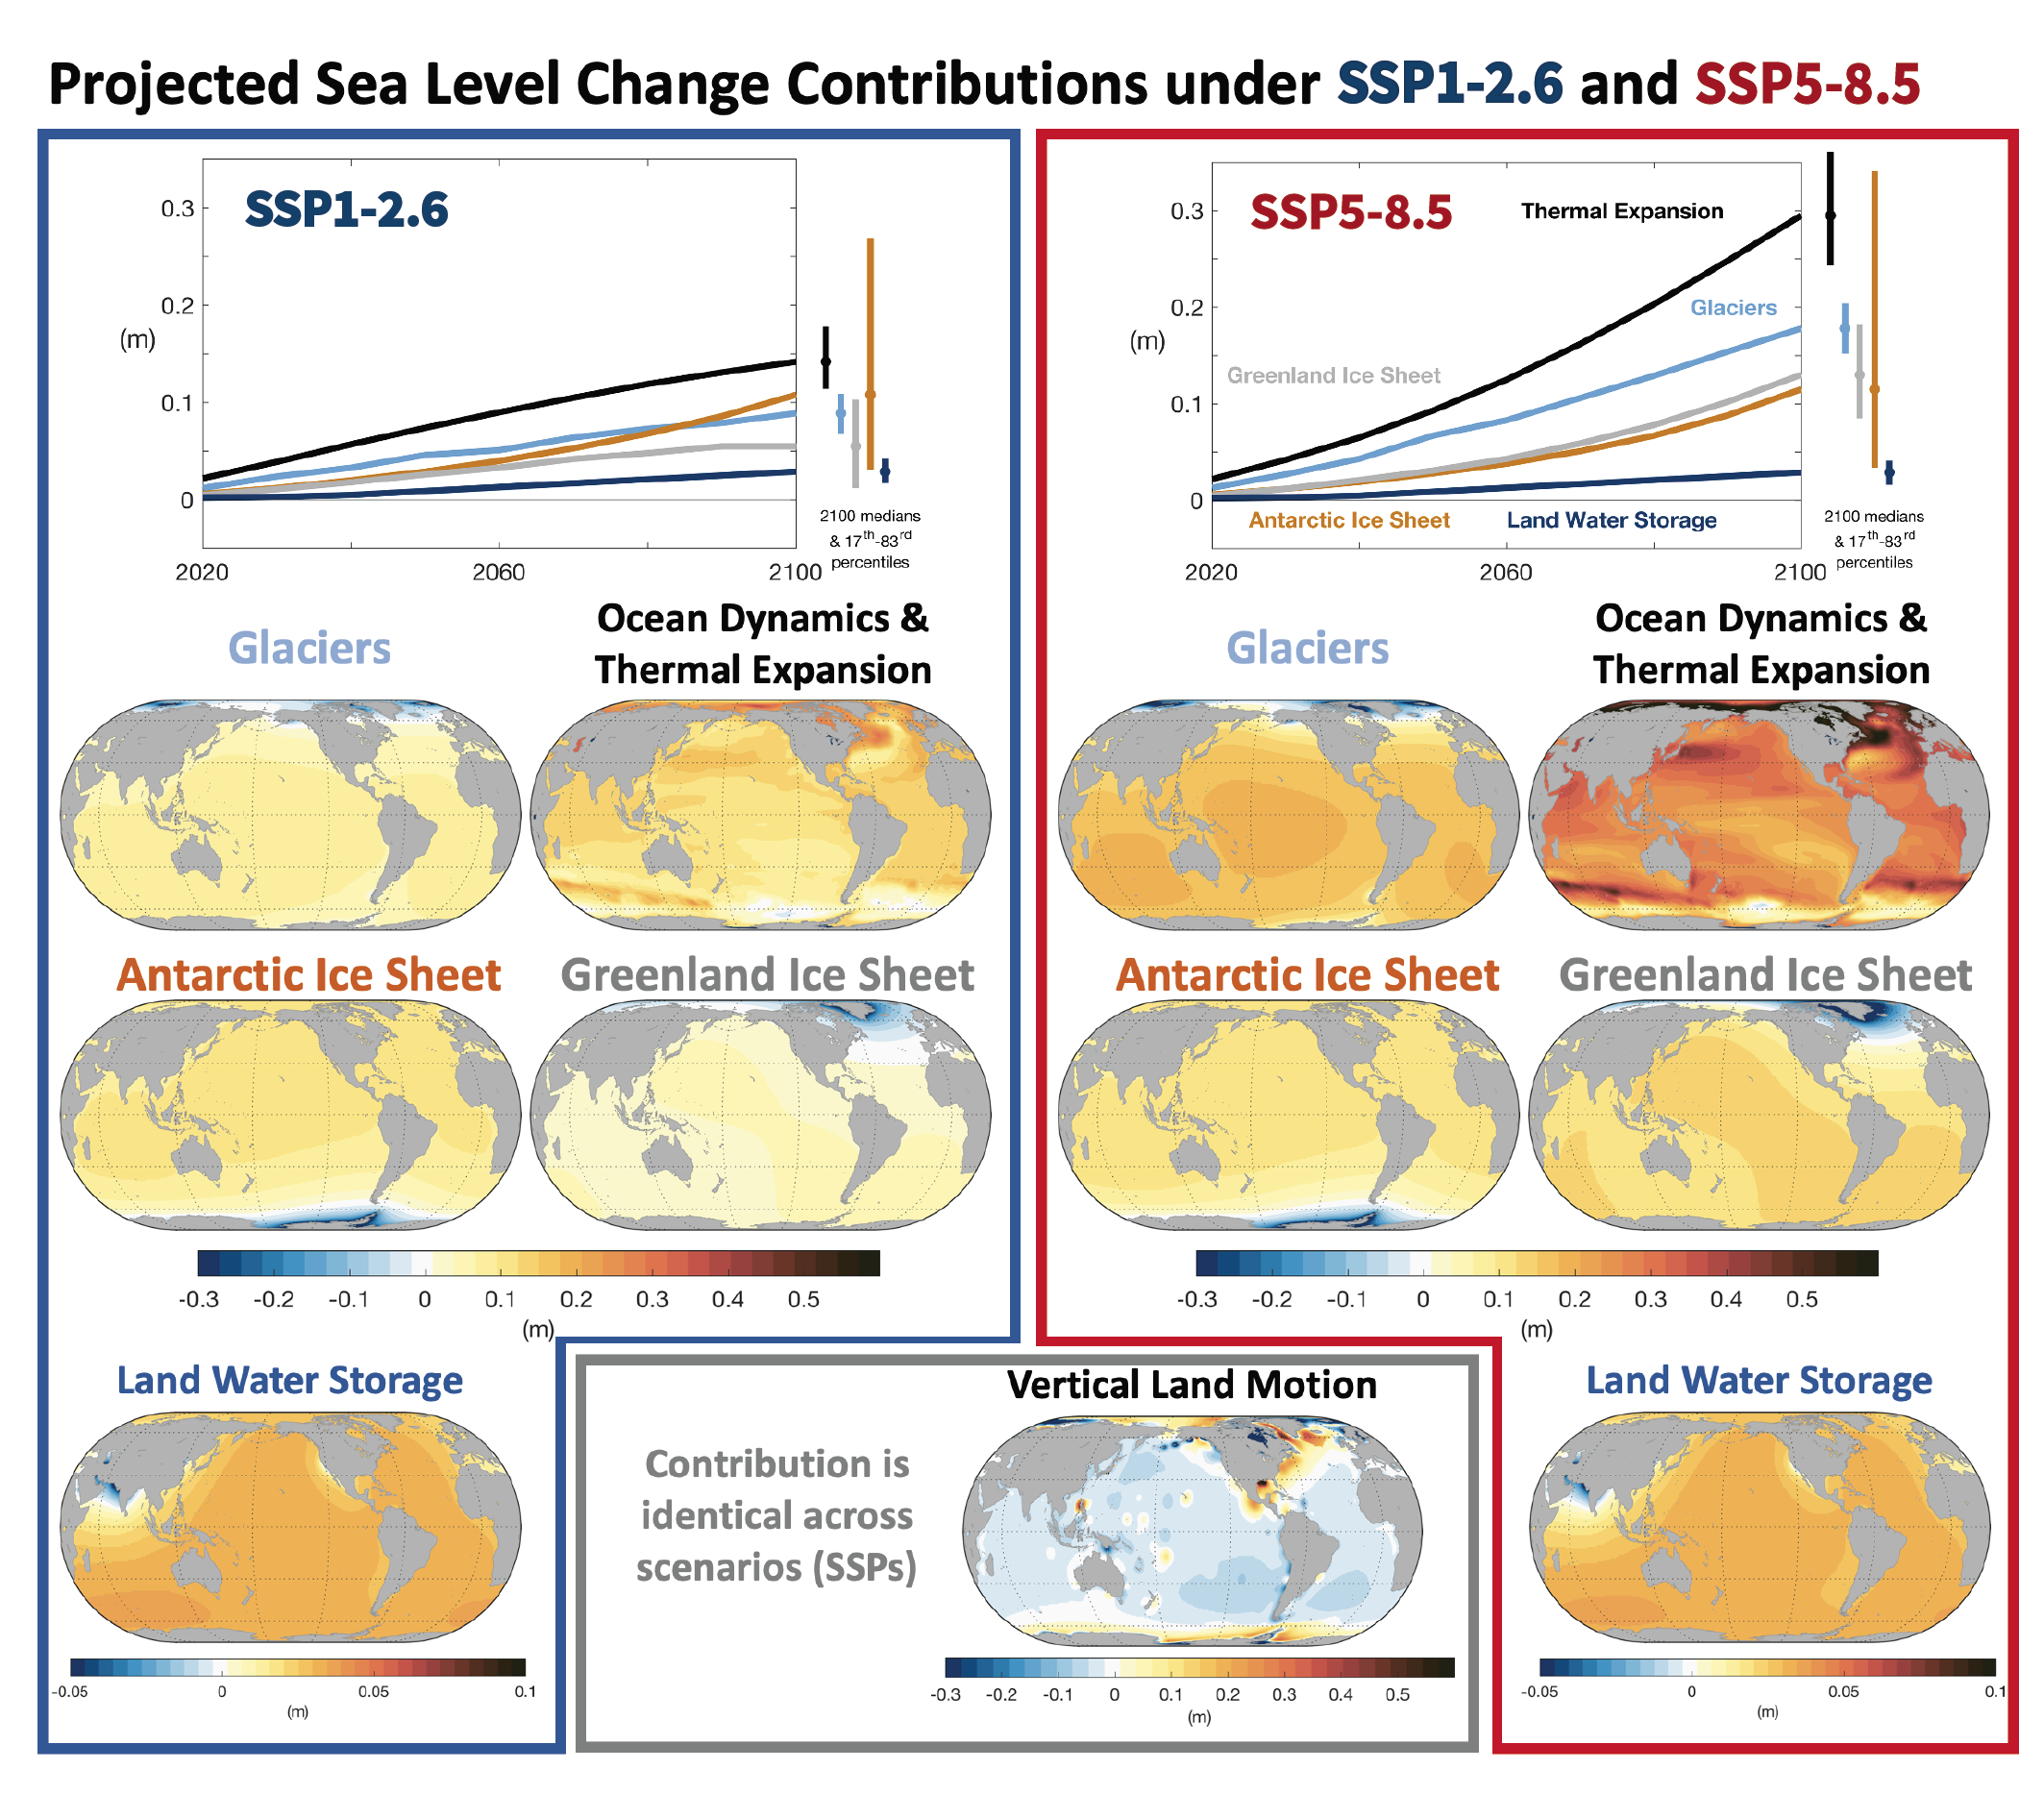 Projected Sea Level Change Contributions under SSP1-2.6 and SSP5-8.5
SSP1-2.6
0.3
0.2
(m)
0.1
0
2020
2060
2100
2100 medians
& 17th-83rd
percentiles
Glaciers
Ocean Dynamics &
Thermal Expansion
Antarctic Ice Sheet
Greenland Ice Sheet
-0.3 -0.2 -0.1 0 0.1 0.2 0.3 0.4 0.5
(m)
Land Water Storage
-0.05 0 0.05 0.1
(m)
SSP5-8.5
Thermal Expansion
0.3
Glaciers
0.2
(m)
Greenland Ice Sheet
0.1
0
Antarctic Ice Sheet
Land Water Storage
2020
2060
2100
2100 medians
& 17th-83rd
percentiles
Glaciers
Ocean Dynamics &
Thermal Expansion
Antarctic Ice Sheet
Greenland Ice Sheet
-0.3 -0.2 -0.1 0 0.1 0.2 0.3 0.4 0.5
(m)
Vertical Land Motion
Contribution is
identical across
scenarios (SSPs)
-0.3 -0.2 -0.1 0 0.1 0.2 0.3 0.4 0.5
(m)
Land Water Storage
-0.05 0 0.05 0.1
(m)